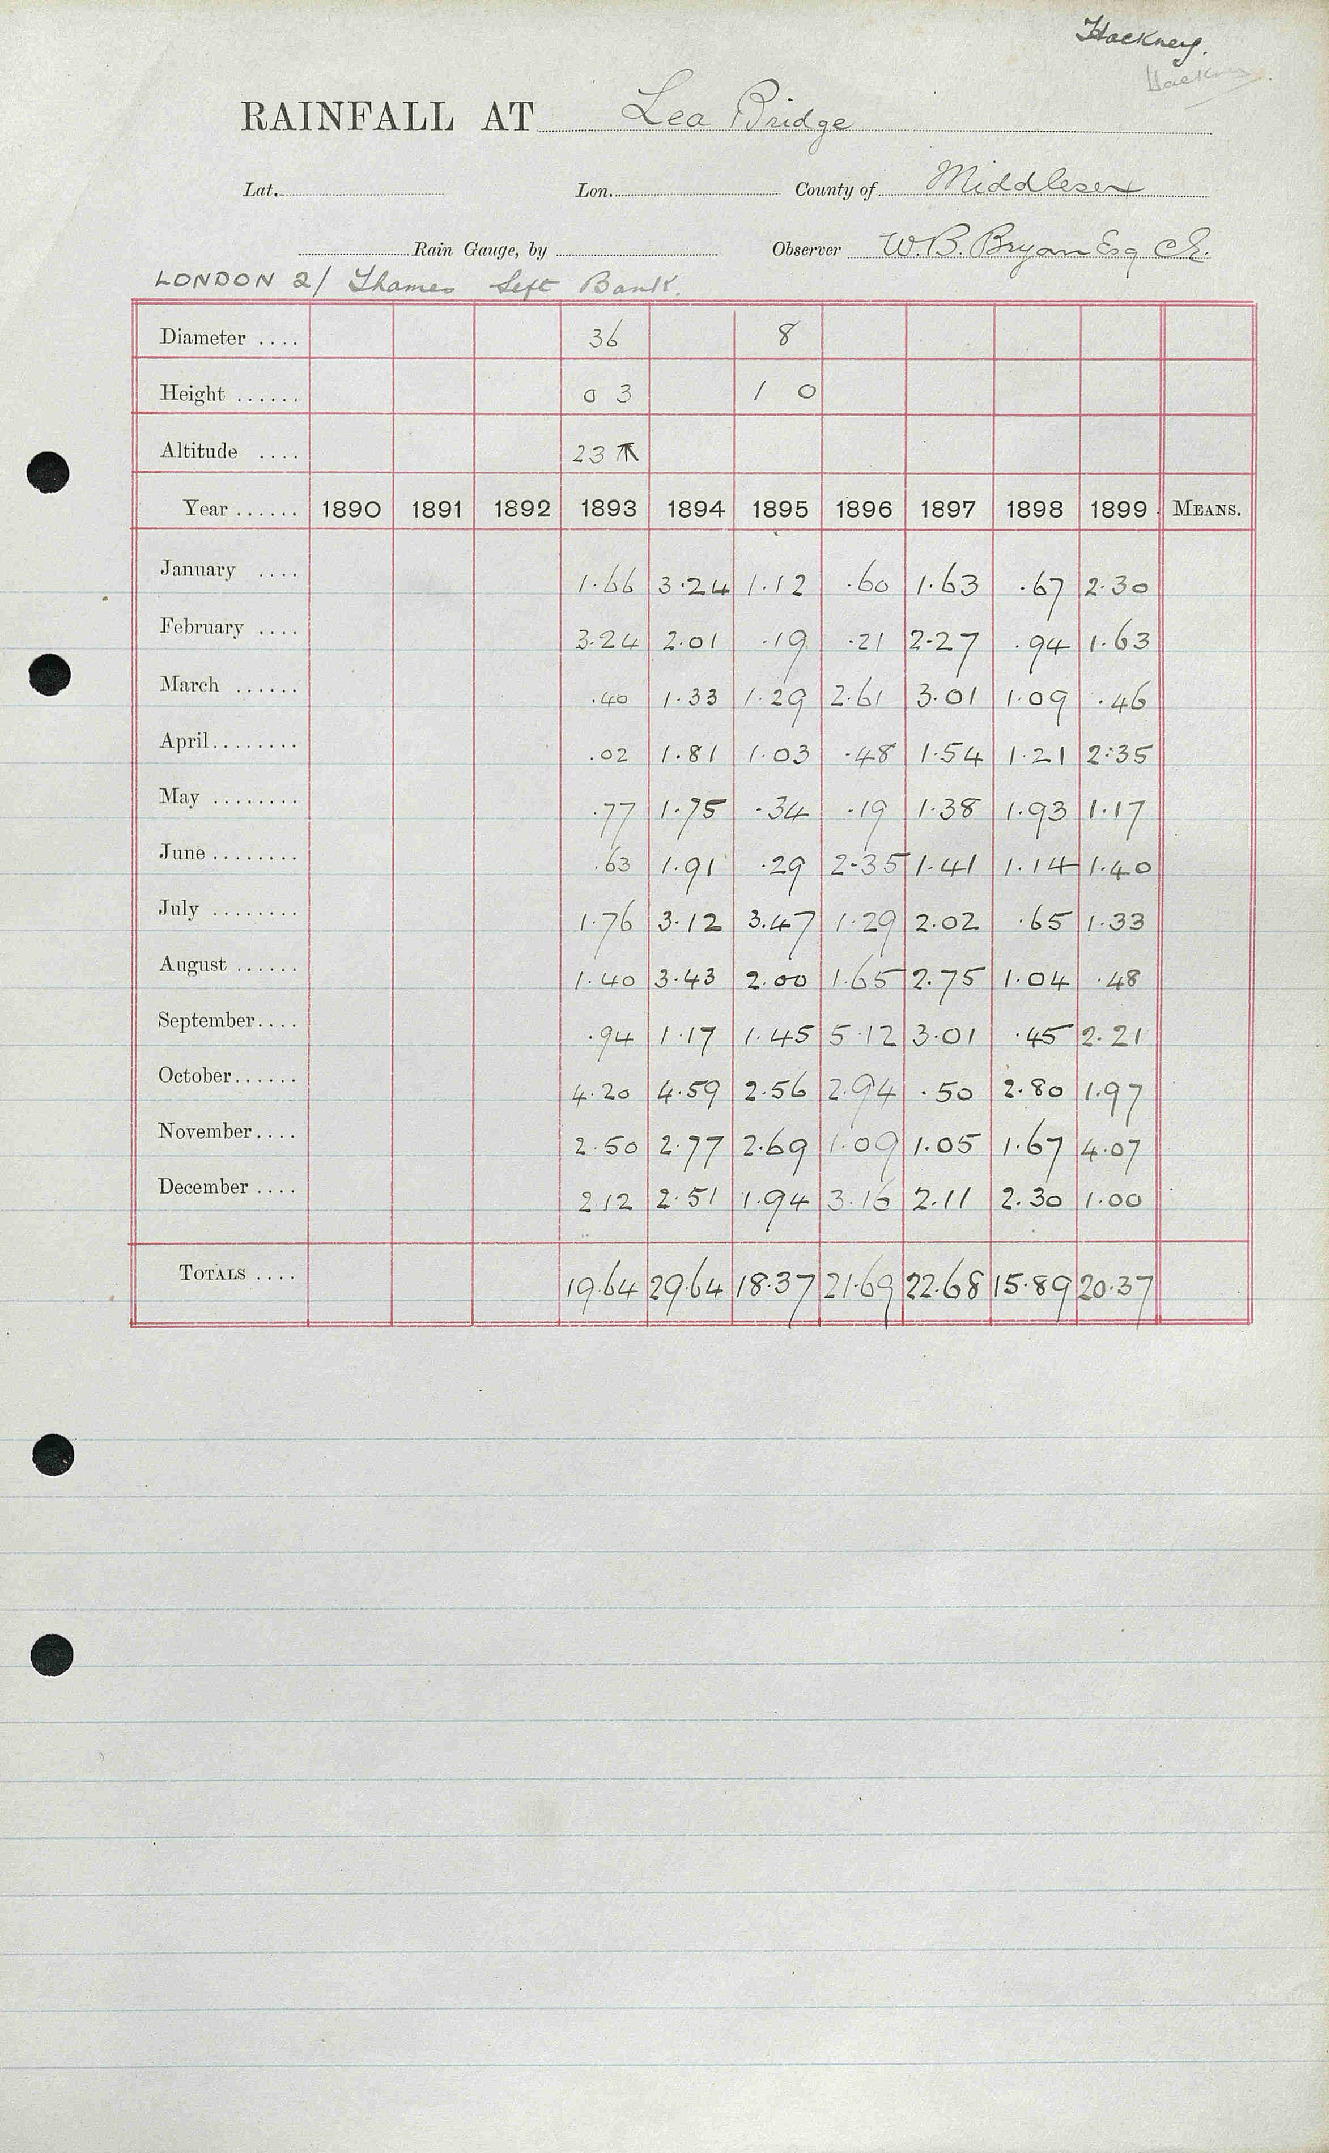 Hackney.
Hackney.
RAINFALL AT Lea Bridge
Lat. Lon. County of Middlesex
Rain Gauge, by Observer W. B. Bryan Esq C.E.
LONDON 2/ Thames Left Bank.
Diameter .... 36 8
Height ...... 0 3 1 0
Altitude .... 23
Year ...... 1890 1891 1892 1893 1894 1895 1896 1897 1898 1899 MEANS.
January .... 1.66 3.24 1.12 .60 1.63 .67 2.30
February .... 3.24 2.01 .19 .21 2.27 .94 1.63
March ...... .40 1.33 1.29 2.61 3.01 1.09 .46
April ........ .02 1.81 1.03 .48 1.54 1.21 2.35
May ........ .77 1.75 .34 .19 1.38 1.93 1.17
June ........ .63 1.91 .29 2.35 1.41 1.14 1.40
July ........ 1.76 3.12 3.47 1.29 2.02 .65 1.33
August ...... 1.40 3.43 2.00 1.65 2.75 1.04 .48
September .... .94 1.17 1.45 5.12 3.01 .45 2.21
October ...... 4.20 4.59 2.56 2.94 .50 2.80 1.97
November .... 2.50 2.77 2.69 1.09 1.05 1.67 4.07
December .... 2.12 2.51 1.94 3.16 2.11 2.30 1.00
TOTALS .... 19.64 29.64 18.37 21.69 22.68 15.89 20.37